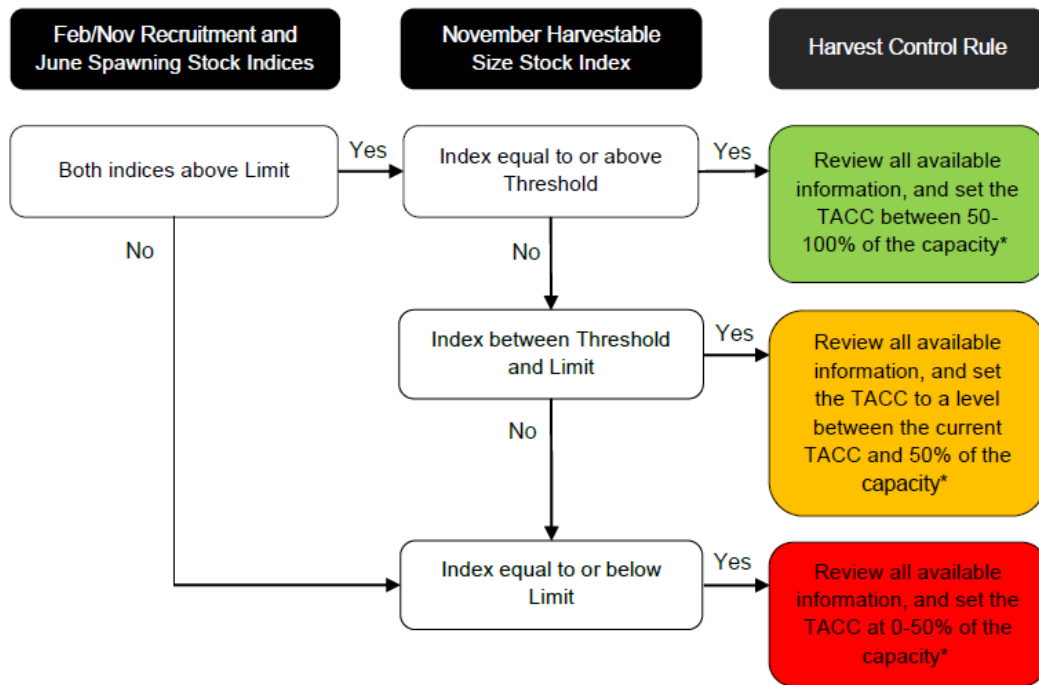 Feb/Nov Recruitment and
June Spawning Stock Indices
November Harvestable
Size Stock Index
Harvest Control Rule
Both indices above Limit
Yes
Index equal to or above
Threshold
Yes
Review all available
information, and set the
TACC between 50-
100% of the capacity*
No
No
Index between Threshold
and Limit
Yes
Review all available
information, and set
the TACC to a level
between the current
TACC and 50% of the
capacity*
No
Index equal to or below
Limit
Yes
Review all available
information, and set the
TACC at 0-50% of the
capacity*